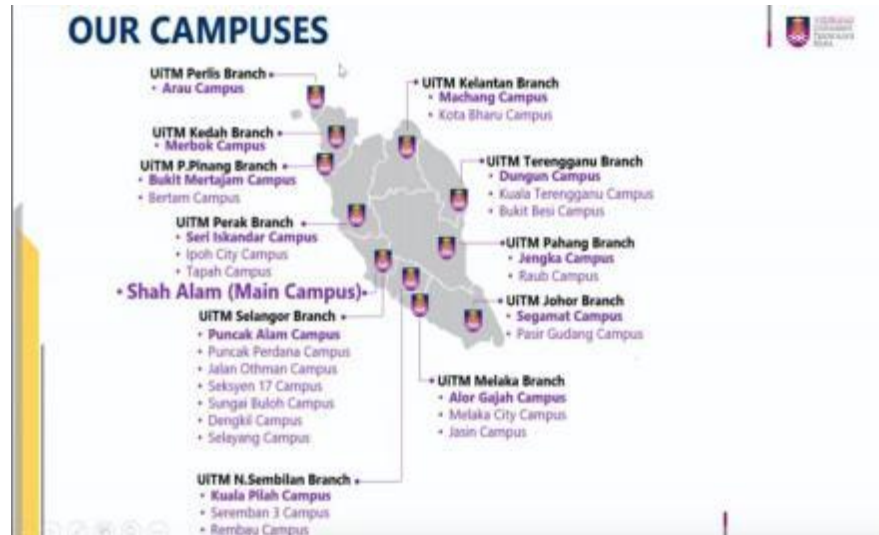 OUR CAMPUSES
UiTM Perlis Branch
• Arau Campus
UiTM Kedah Branch
• Merbok Campus
UiTM P.Pinang Branch
• Bukit Mertajam Campus
• Bertam Campus
UiTM Perak Branch
• Seri Iskandar Campus
• Ipoh City Campus
• Tapah Campus
• Shah Alam (Main Campus)
UiTM Selangor Branch
• Puncak Alam Campus
• Puncak Perdana Campus
• Jalan Othman Campus
• Seksyen 17 Campus
• Sungai Buloh Campus
• Dengkil Campus
• Selayang Campus
UiTM N.Sembilan Branch
• Kuala Pilah Campus
• Seremban 3 Campus
• Rembau Campus
UiTM Kelantan Branch
• Machang Campus
• Kota Bharu Campus
UiTM Terengganu Branch
• Dungun Campus
• Kuala Terengganu Campus
• Bukit Besi Campus
UiTM Pahang Branch
• Jengka Campus
• Raub Campus
UiTM Johor Branch
• Segamat Campus
• Pasir Gudang Campus
UiTM Melaka Branch
• Alor Gajah Campus
• Melaka City Campus
• Jasin Campus